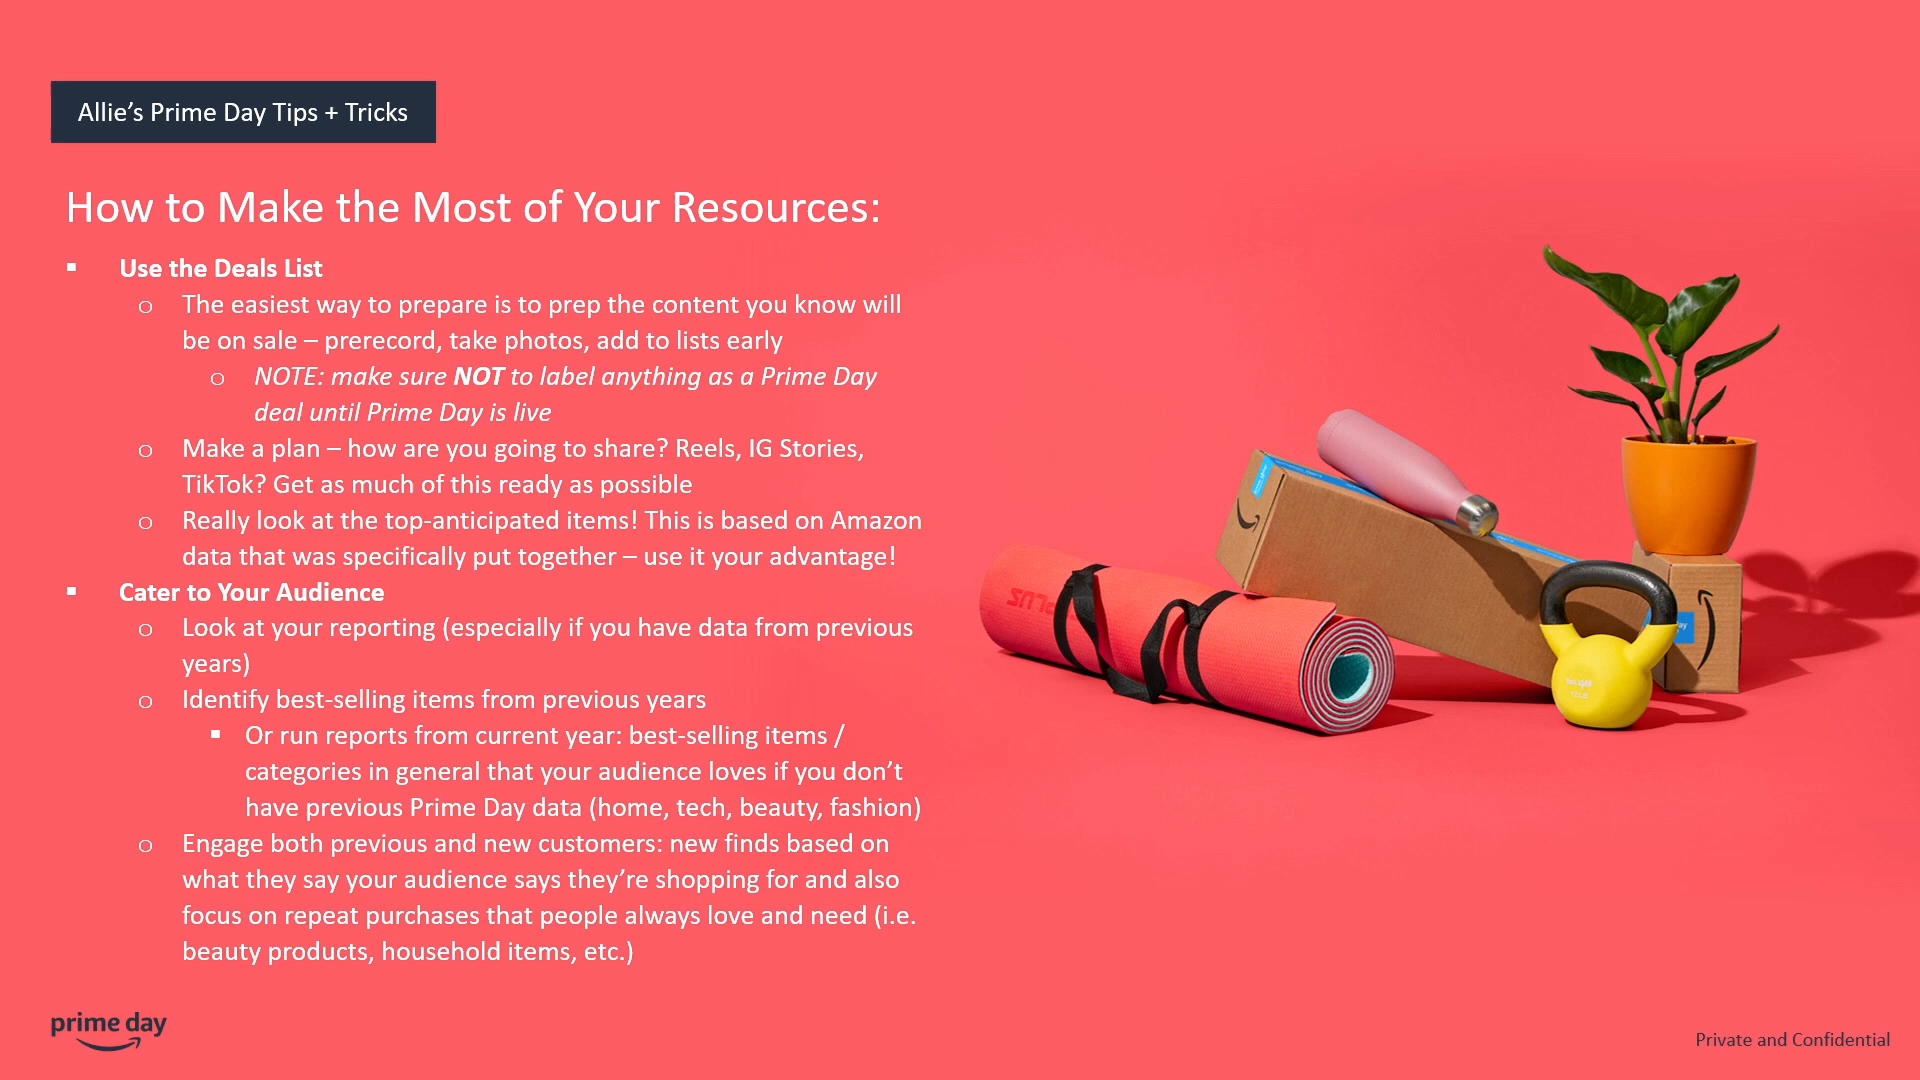 Allie’s Prime Day Tips + Tricks
How to Make the Most of Your Resources:
▪ Use the Deals List
o The easiest way to prepare is to prep the content you know will
be on sale – prerecord, take photos, add to lists early
o NOTE: make sure NOT to label anything as a Prime Day
deal until Prime Day is live
o Make a plan – how are you going to share? Reels, IG Stories,
TikTok? Get as much of this ready as possible
o Really look at the top-anticipated items! This is based on Amazon
data that was specifically put together – use it your advantage!
▪ Cater to Your Audience
o Look at your reporting (especially if you have data from previous
years)
o Identify best-selling items from previous years
▪ Or run reports from current year: best-selling items /
categories in general that your audience loves if you don’t
have previous Prime Day data (home, tech, beauty, fashion)
o Engage both previous and new customers: new finds based on
what they say your audience says they’re shopping for and also
focus on repeat purchases that people always love and need (i.e.
beauty products, household items, etc.)
prime day
Private and Confidential